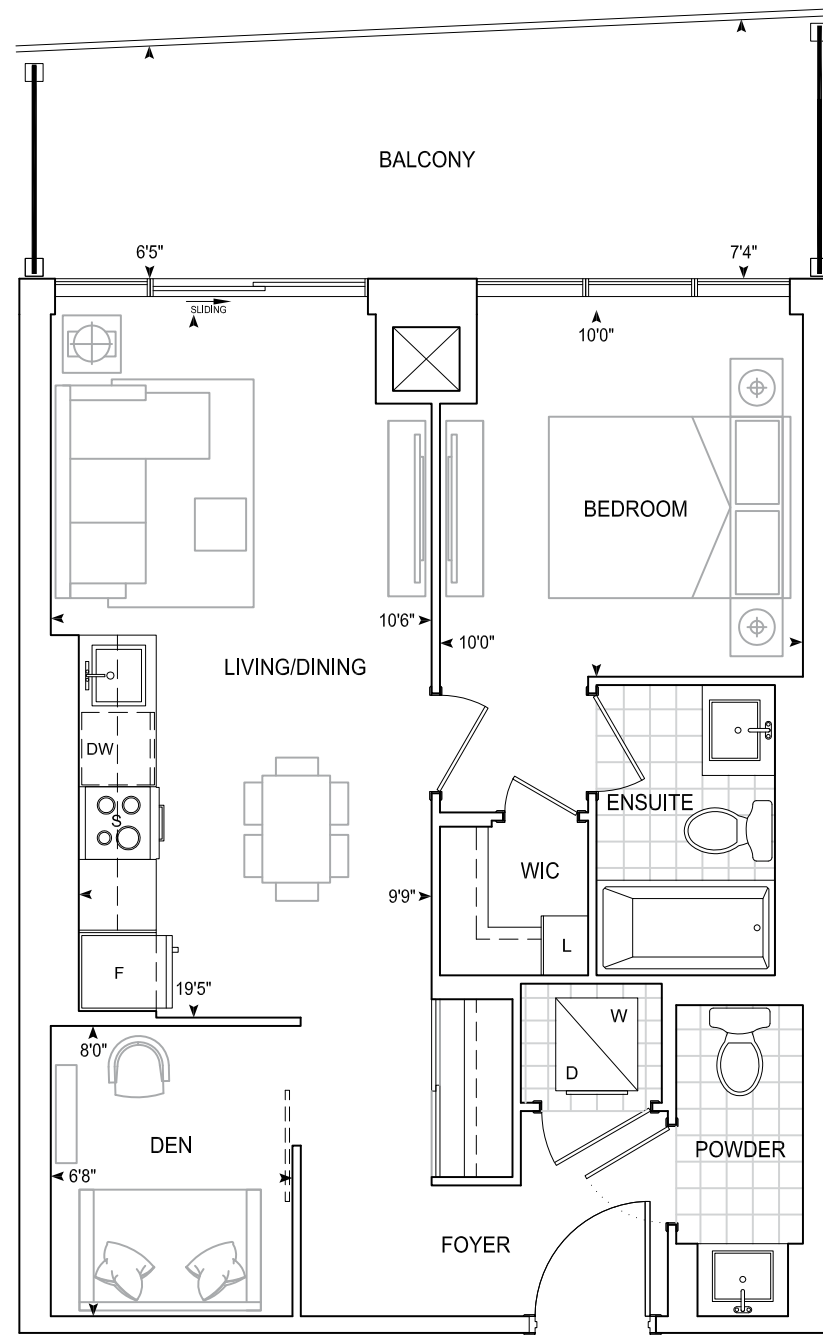 BALCONY
6'5"
7'4"
SLIDING
10'0"
BEDROOM
10'6"
10'0"
LIVING/DINING
DW
S
ENSUITE
WIC
9'9"
L
F
19'5"
W
8'0"
D
DEN
POWDER
6'8"
FOYER